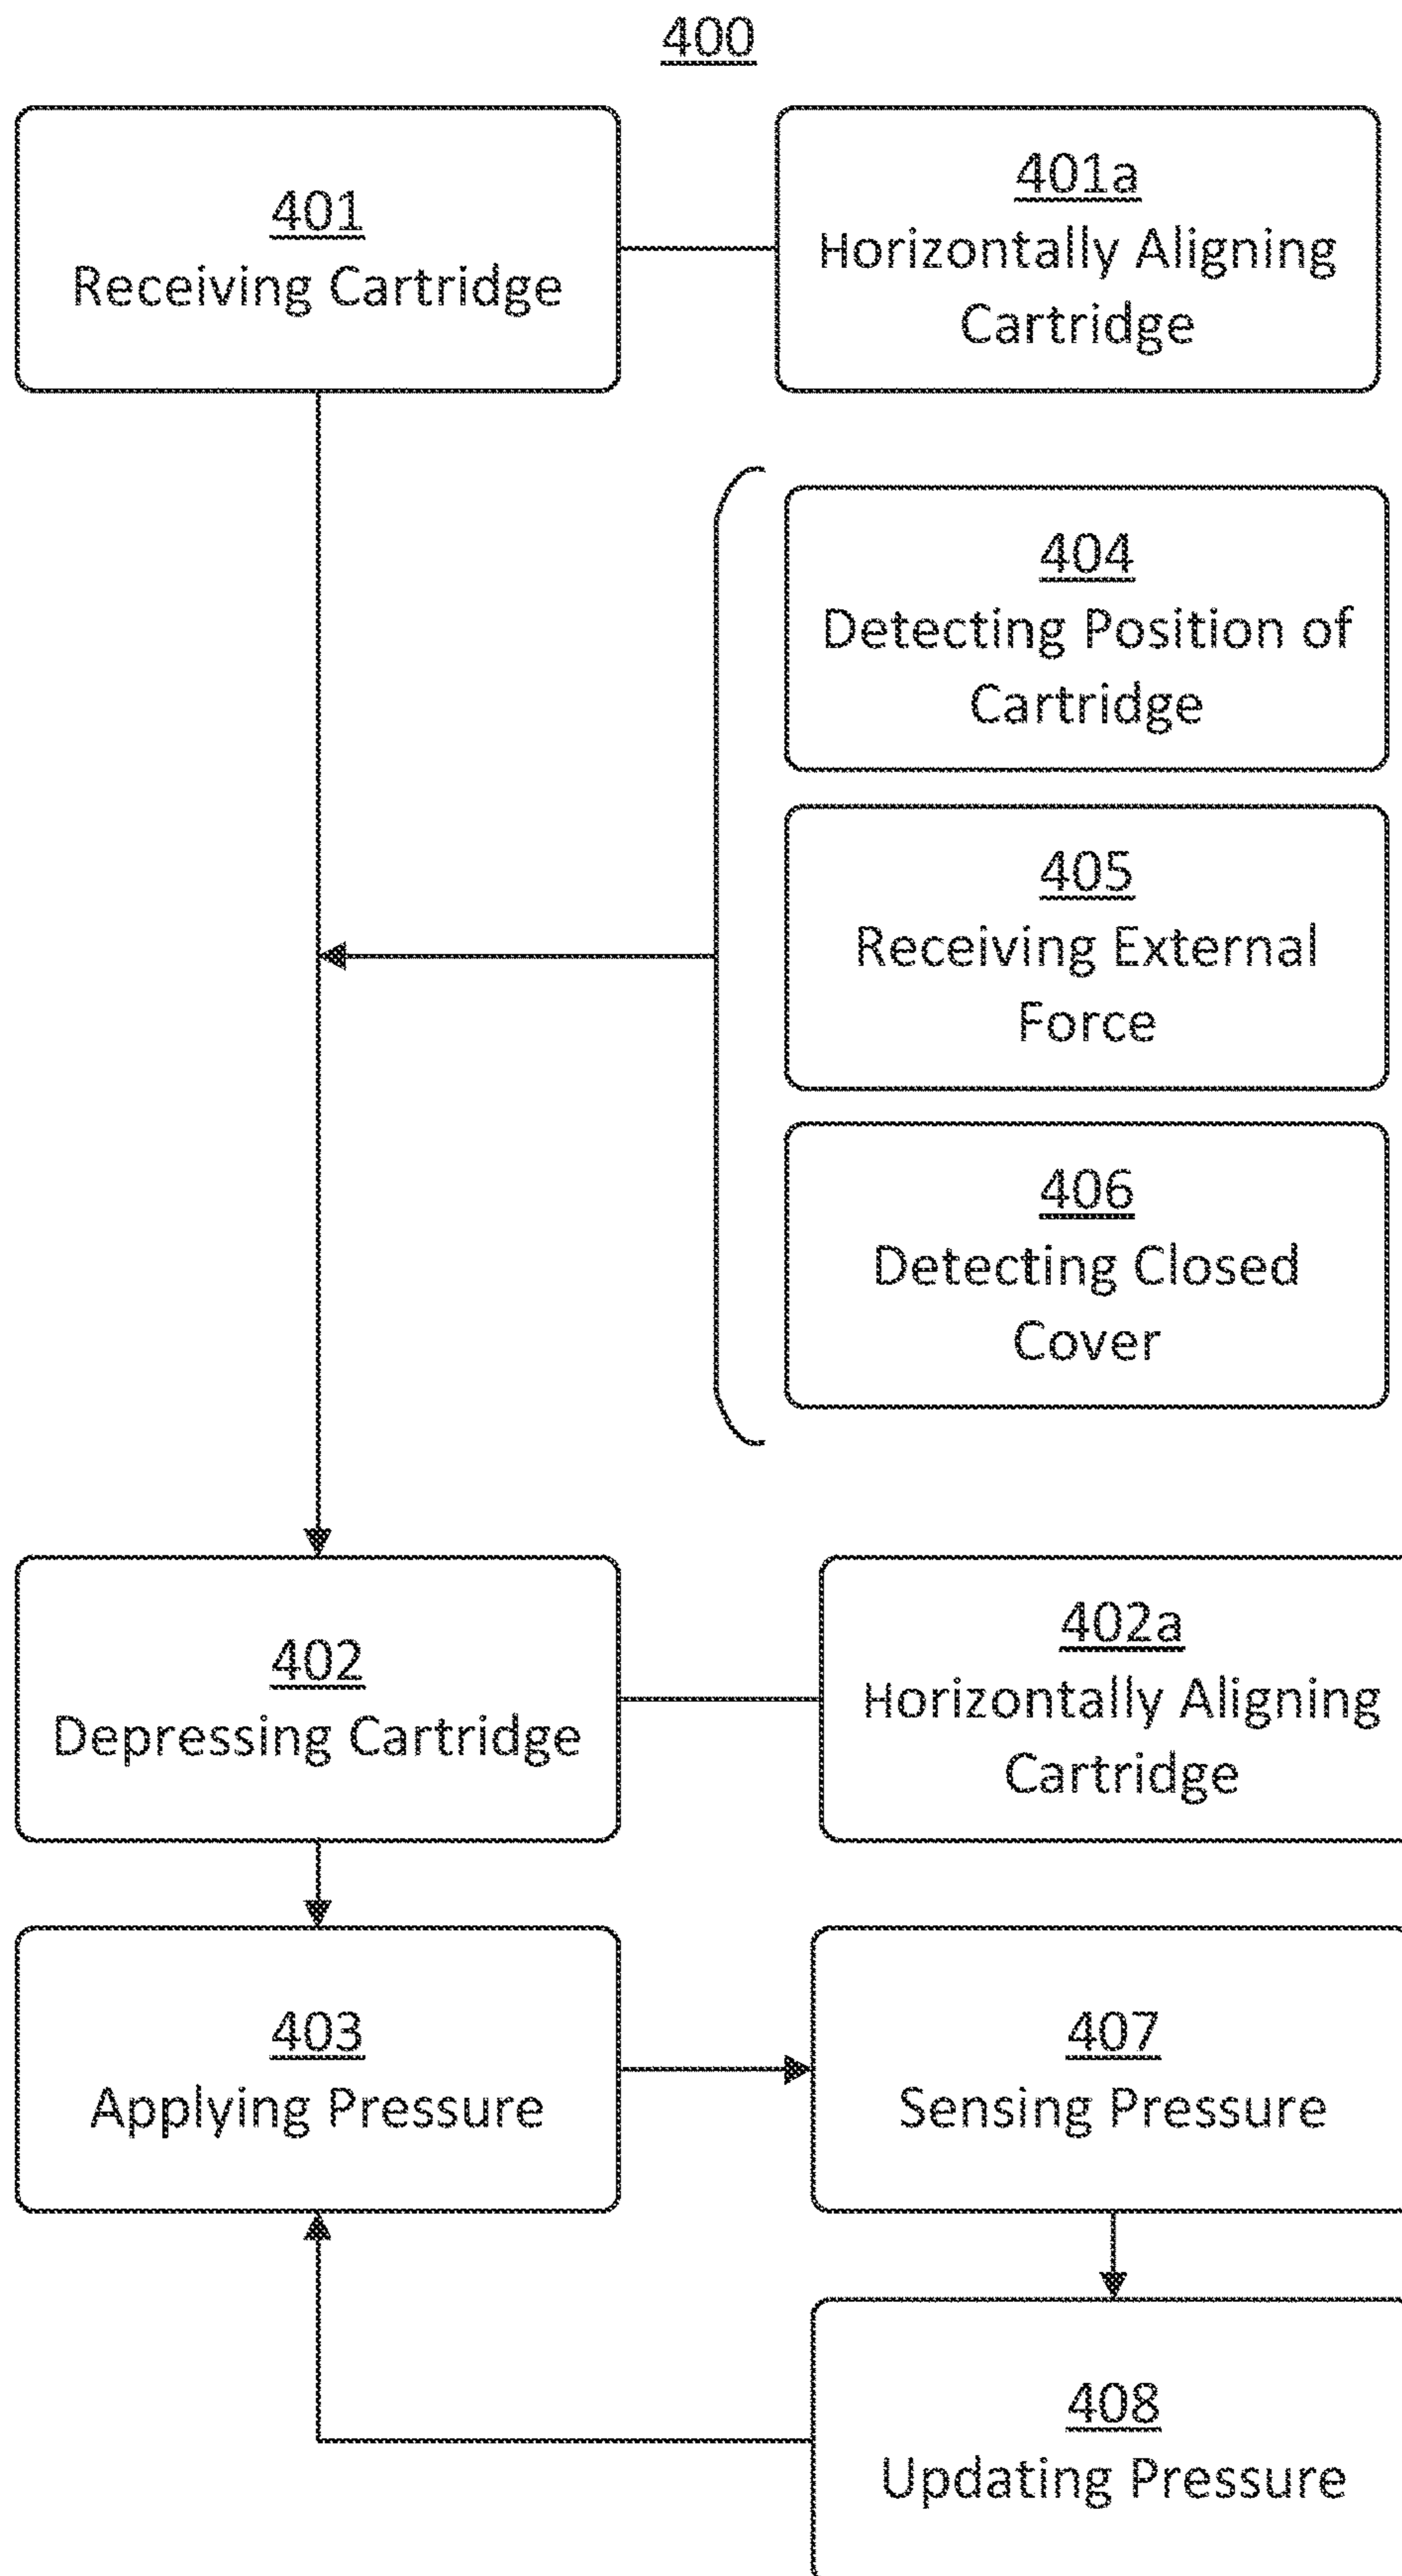 400
401
Receiving Cartridge
401a
Horizontally Aligning
Cartridge
404
Detecting Position of
Cartridge
405
Receiving External
Force
406
Detecting Closed
Cover
402
Depressing Cartridge
402a
Horizontally Aligning
Cartridge
403
Applying Pressure
407
Sensing Pressure
408
Updating Pressure